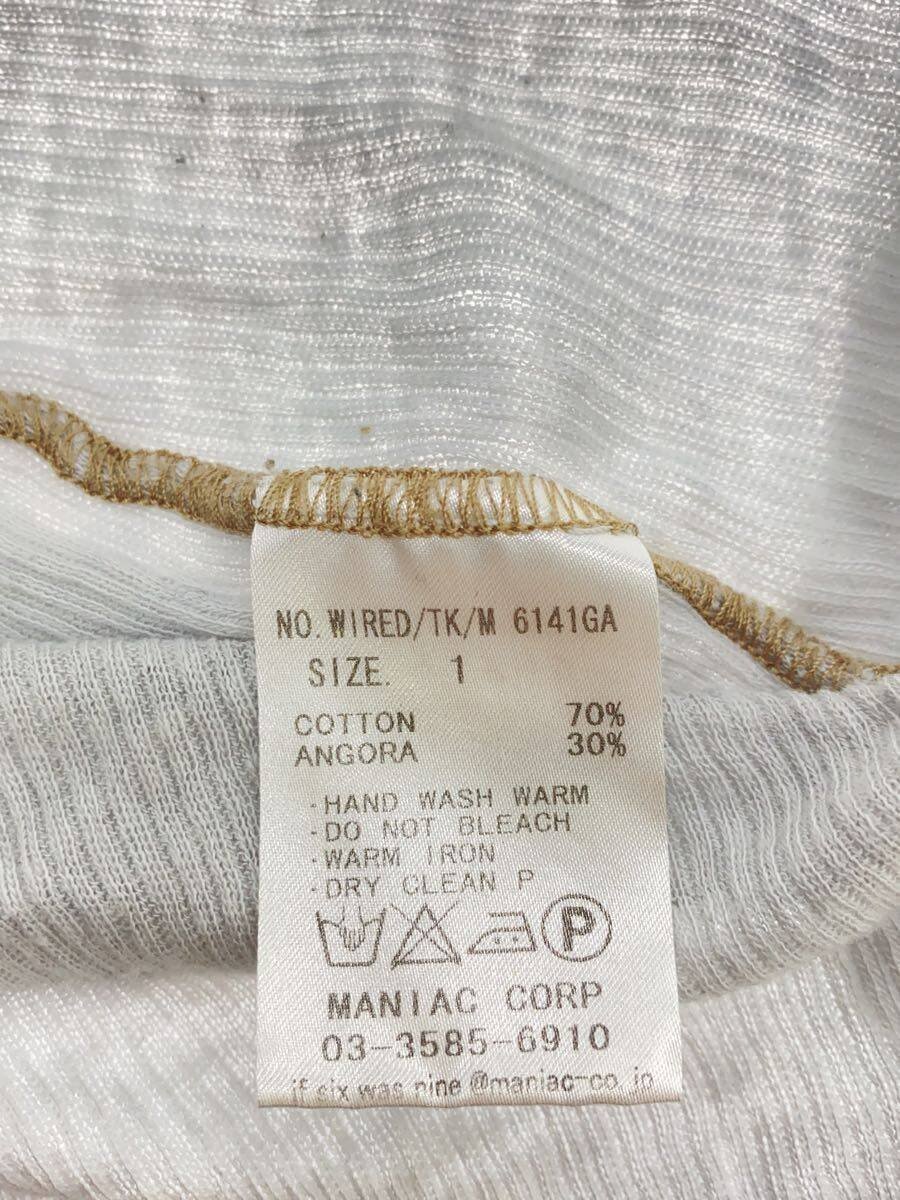 NO. WIRED/TK/M 6141GA
SIZE. 1
COTTON 70%
ANGORA 30%
·HAND WASH WARM
·DO NOT BLEACH
·WARM IRON
·DRY CLEAN P
P
MANIAC CORP
03-3585-6910
if six was nine @maniac-co. jp